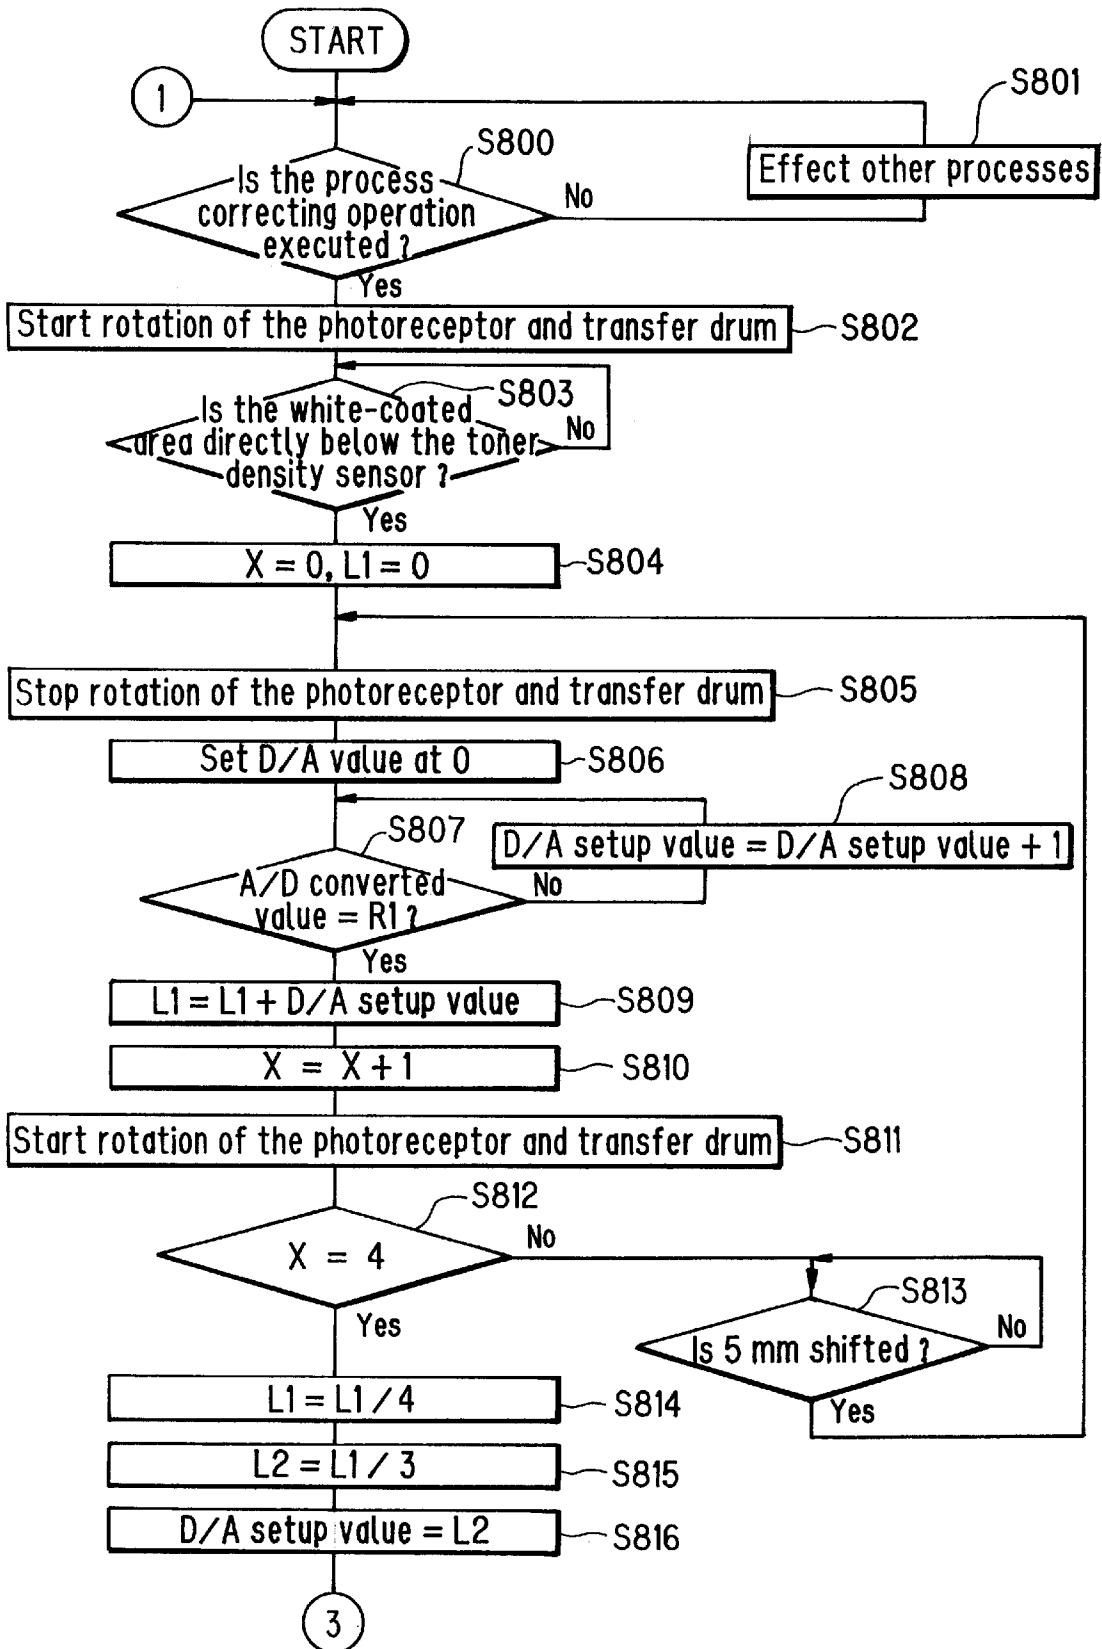 START
1
S801
S800
Effect other processes
Is the process
correcting operation
executed ?
No
Yes
Start rotation of the photoreceptor and transfer drum
S802
S803
Is the white-coated
area directly below the toner
density sensor ?
No
Yes
X = 0, L1 = 0
S804
Stop rotation of the photoreceptor and transfer drum
S805
Set D/A value at 0
S806
S808
S807
D/A setup value = D/A setup value + 1
A/D converted
value = R1 ?
No
Yes
L1 = L1 + D/A setup value
S809
X = X + 1
S810
Start rotation of the photoreceptor and transfer drum
S811
S812
X = 4
No
Yes
S813
Is 5 mm shifted ?
No
Yes
L1 = L1 / 4
S814
L2 = L1 / 3
S815
D/A setup value = L2
S816
3